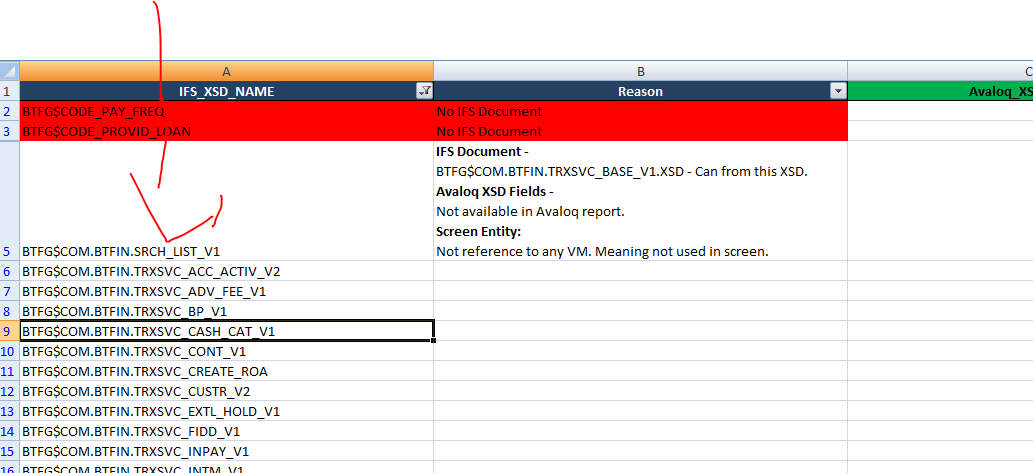 A B C
1 IFS_XSD_NAME Reason Avaloq_XS
2 BTFG$CODE_PAY_FREQ No IFS Document
3 BTFG$CODE_PROVID_LOAN No IFS Document
IFS Document -
BTFG$COM.BTFIN.TRXSVC_BASE_V1.XSD - Can from this XSD.
Avaloq XSD Fields -
Not available in Avaloq report.
Screen Entity:
5 BTFG$COM.BTFIN.SRCH_LIST_V1 Not reference to any VM. Meaning not used in screen.
6 BTFG$COM.BTFIN.TRXSVC_ACC_ACTIV_V2
7 BTFG$COM.BTFIN.TRXSVC_ADV_FEE_V1
8 BTFG$COM.BTFIN.TRXSVC_BP_V1
9 BTFG$COM.BTFIN.TRXSVC_CASH_CAT_V1
10 BTFG$COM.BTFIN.TRXSVC_CONT_V1
11 BTFG$COM.BTFIN.TRXSVC_CREATE_ROA
12 BTFG$COM.BTFIN.TRXSVC_CUSTR_V2
13 BTFG$COM.BTFIN.TRXSVC_EXTL_HOLD_V1
14 BTFG$COM.BTFIN.TRXSVC_FIDD_V1
15 BTFG$COM.BTFIN.TRXSVC_INPAY_V1
16 BTFG$COM.BTFIN.TRXSVC_INTM_V1